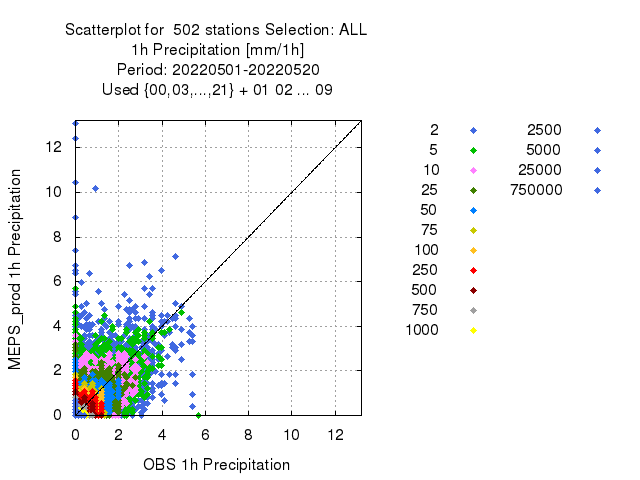 Scatterplot for 502 stations Selection: ALL
1h Precipitation [mm/1h]
Period: 20220501-20220520
Used {00,03,...,21} + 01 02 ... 09
2 2500
5 5000
10 25000
25 750000
50
75
100
250
500
750
1000
MEPS_prod 1h Precipitation
12
10
8
6
4
2
0
0 2 4 6 8 10 12
OBS 1h Precipitation